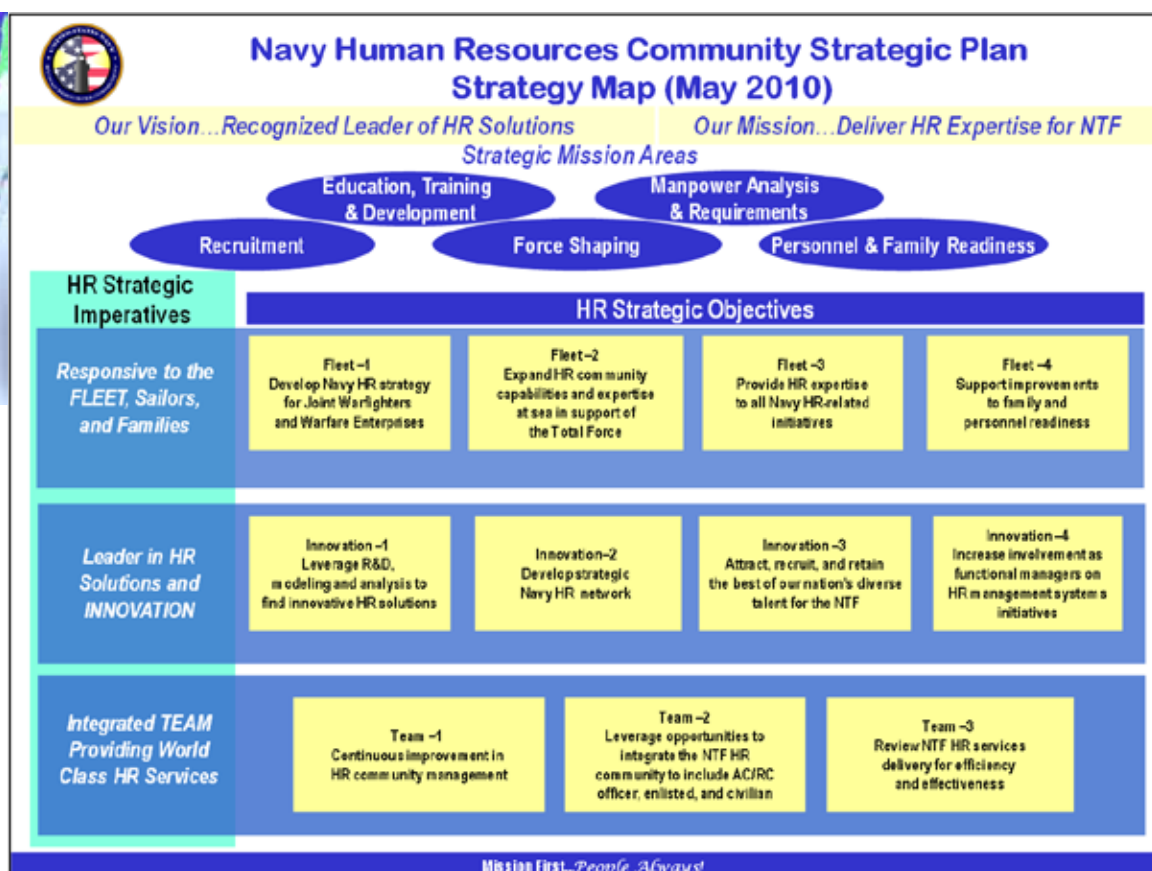 Navy Human Resources Community Strategic Plan
Strategy Map (May 2010)
Our Vision...Recognized Leader of HR Solutions
Our Mission...Deliver HR Expertise for NTF
Strategic Mission Areas
Education, Training
& Development
Manpower Analysis
& Requirements
Recruitment
Force Shaping
Personnel & Family Readiness
HR Strategic
Imperatives
HR Strategic Objectives
Responsive to the
FLEET, Sailors,
and Families
Fleet –1
Develop Navy HR strategy
for Joint Warfighters
and Warfare Enterprises
Fleet –2
Expand HR community
capabilities and expertise
at sea in support of
the Total Force
Fleet –3
Provide HR expertise
to all Navy HR-related
initiatives
Fleet –4
Support improvements
to family and
personnel readiness
Leader in HR
Solutions and
INNOVATION
Innovation –1
Leverage R&D,
modeling and analysis to
find innovative HR solutions
Innovation–2
Develop strategic
Navy HR network
Innovation –3
Attract, recruit, and retain
the best of our nation's diverse
talent for the NTF
Innovation–4
Increase involvement as
functional managers on
HR management systems
initiatives
Integrated TEAM
Providing World
Class HR Services
Team –1
Continuous improvement in
HR community management
Team –2
Leverage opportunities to
integrate the NTF HR
community to include AC/RC
officer, enlisted, and civilian
Team –3
Review NTF HR services
delivery for efficiency
and effectiveness
Mission First...People Always!